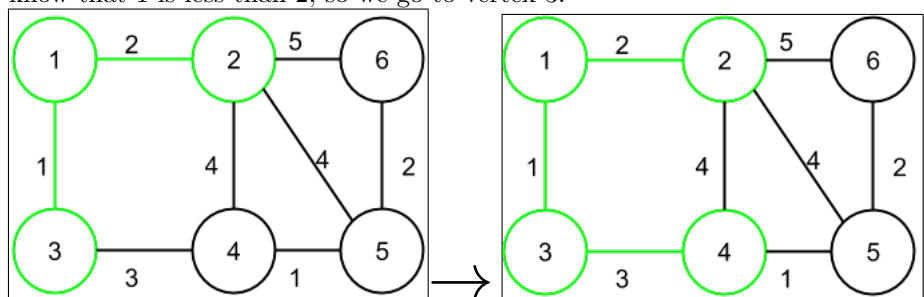 know that 1 is less than 2, so we go to vertex 3.
2 5 2 5
1 2 6 1 2 6
1 4 4 2 1 4 4 2
3 4 5 3 4 5
3 1 3 1